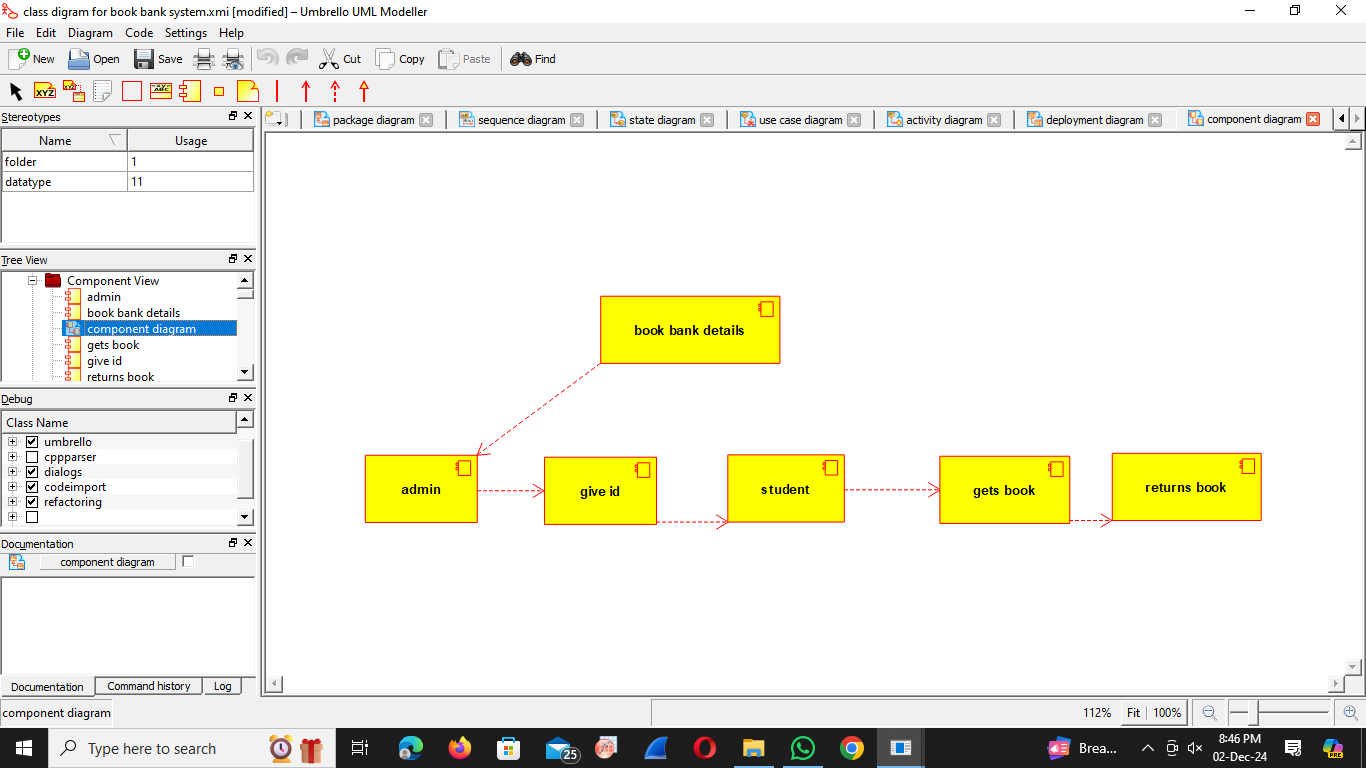 class digram for book bank system.xmi [modified] – Umbrello UML Modeller
File Edit Diagram Code Settings Help
New Open Save Cut Copy Paste Find
XYZ
Stereotypes
Name Usage
folder 1
datatype 11
Tree View
Component View
admin
book bank details
component diagram
gets book
give id
returns book
Debug
Class Name
umbrello
cppparser
dialogs
codeimport
refactoring
Documentation
component diagram
Documentation Command history Log
package diagram sequence diagram state diagram use case diagram activity diagram deployment diagram component diagram
book bank details
admin
give id
student
gets book
returns book
component diagram
112% Fit 100%
Type here to search
25
Brea...
8:46 PM
02-Dec-24
PRE